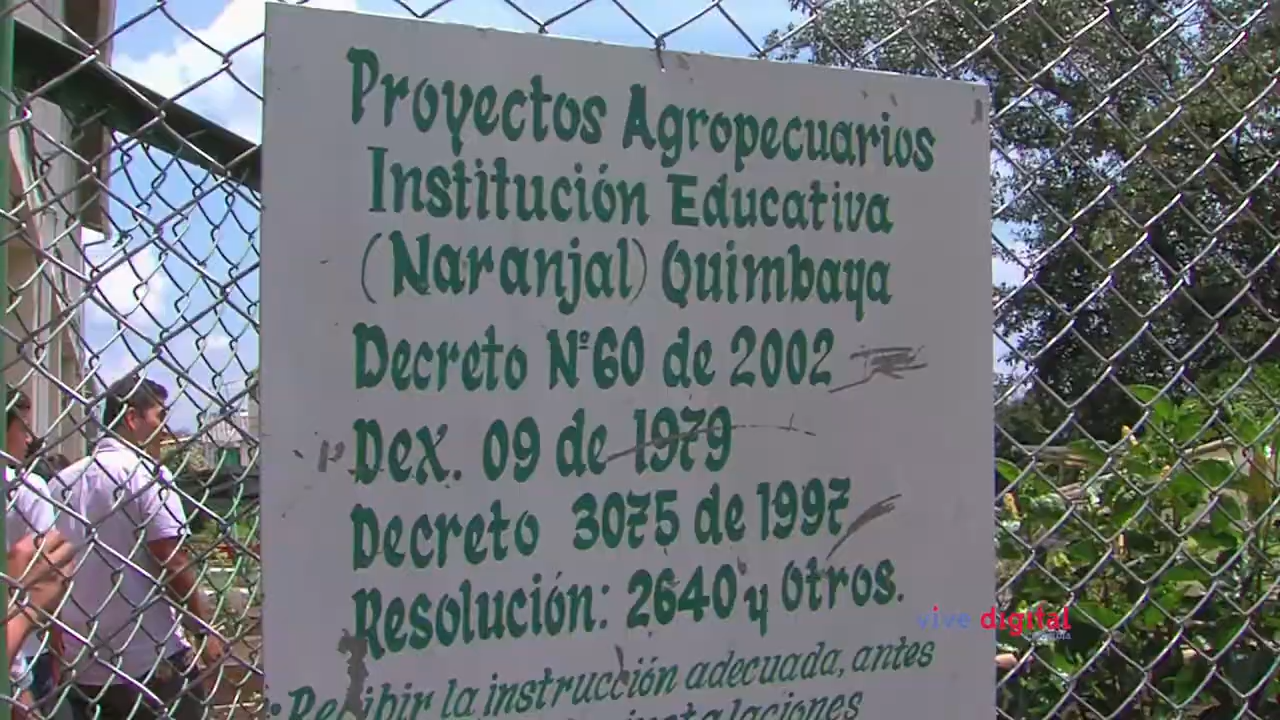 Proyectos Agropecuarios
Institución Educativa
(Naranjal) Quimbaya
Decreto Nº60 de 2002
Dex. 09 de 1979
Decreto 3075 de 1997
Resolución: 2640 y otros.
Recibir la instrucción adecuada, antes
instalaciones
vive digital